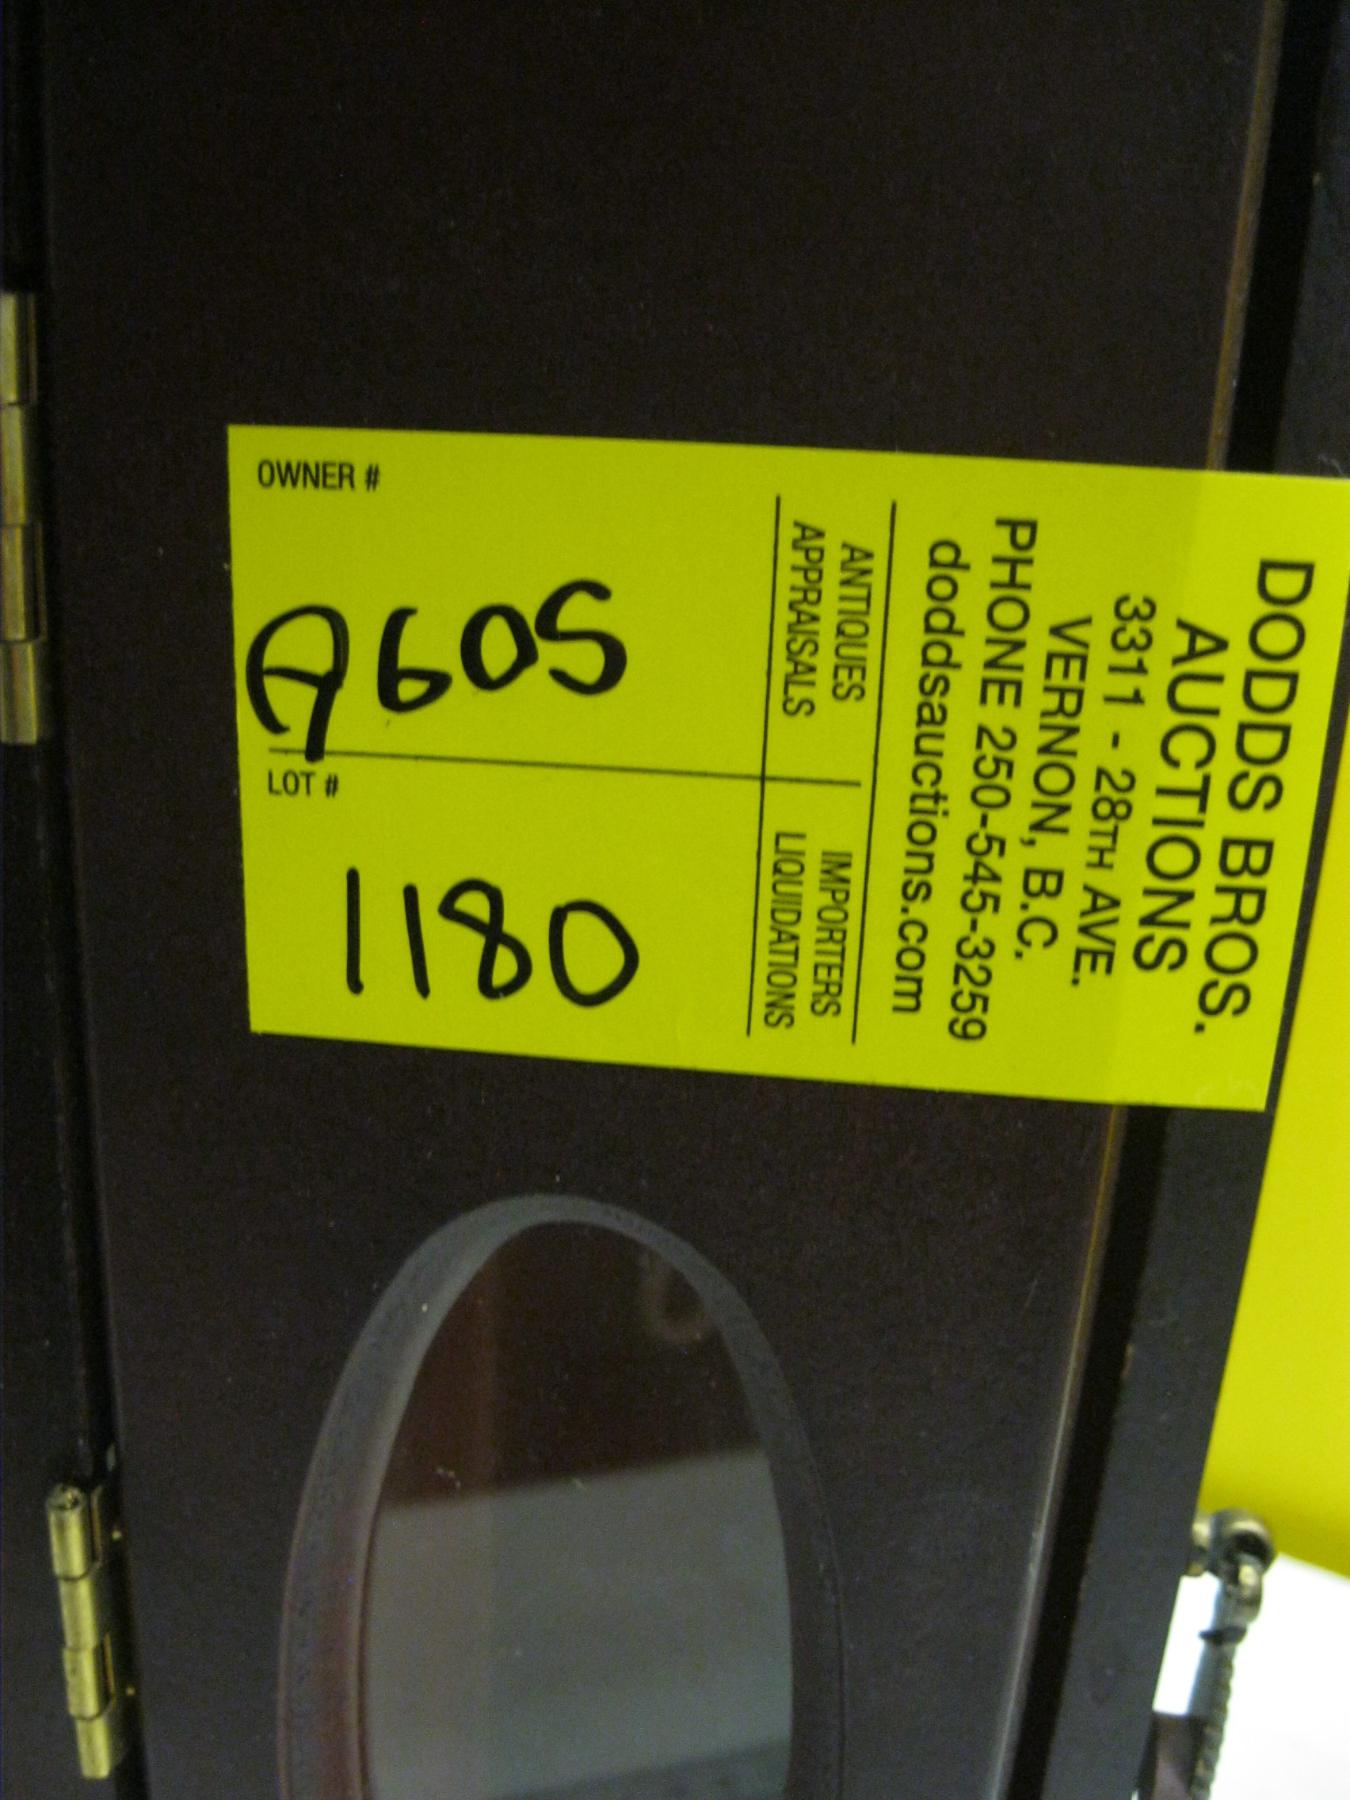 DODDS BROS.
AUCTIONS
3311 - 28TH AVE.
VERNON, B.C.
PHONE 250-545-3259
doddsauctions.com
ANTIQUES
APPRAISALS
IMPORTERS
LIQUIDATIONS
OWNER #
A605
LOT #
1180